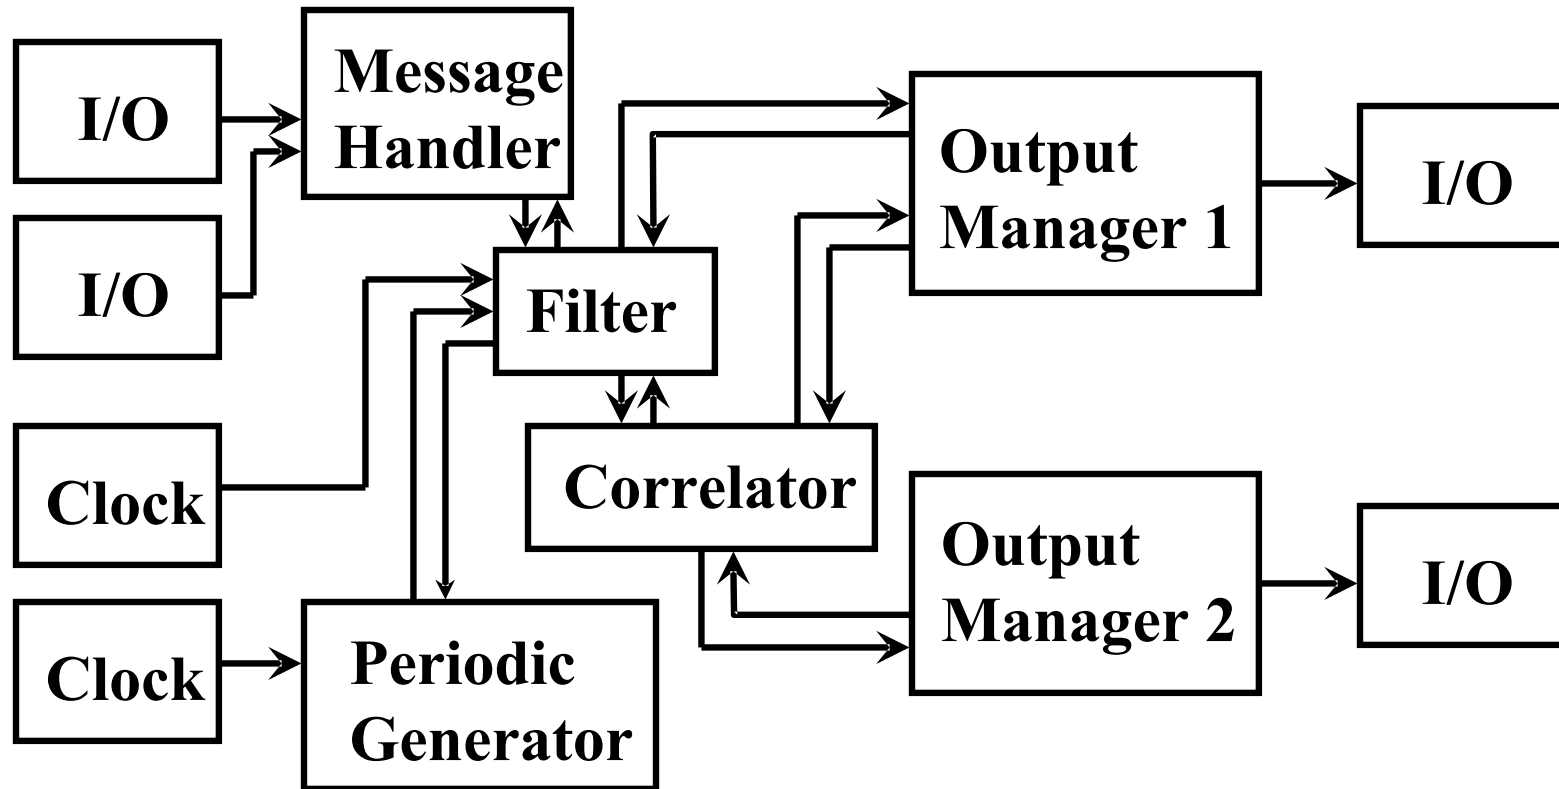 I/O
Message
Handler
I/O
Filter
Output
Manager 1
I/O
Clock
Correlator
Clock
Periodic
Generator
Output
Manager 2
I/O